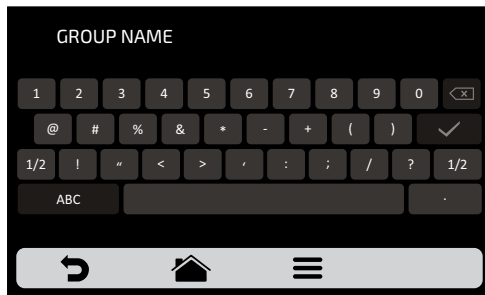 GROUP NAME
1 2 3 4 5 6 7 8 9 0
@ # % & * - + ( )
1/2 ! “ < > ‘ : ; / ? 1/2
ABC .